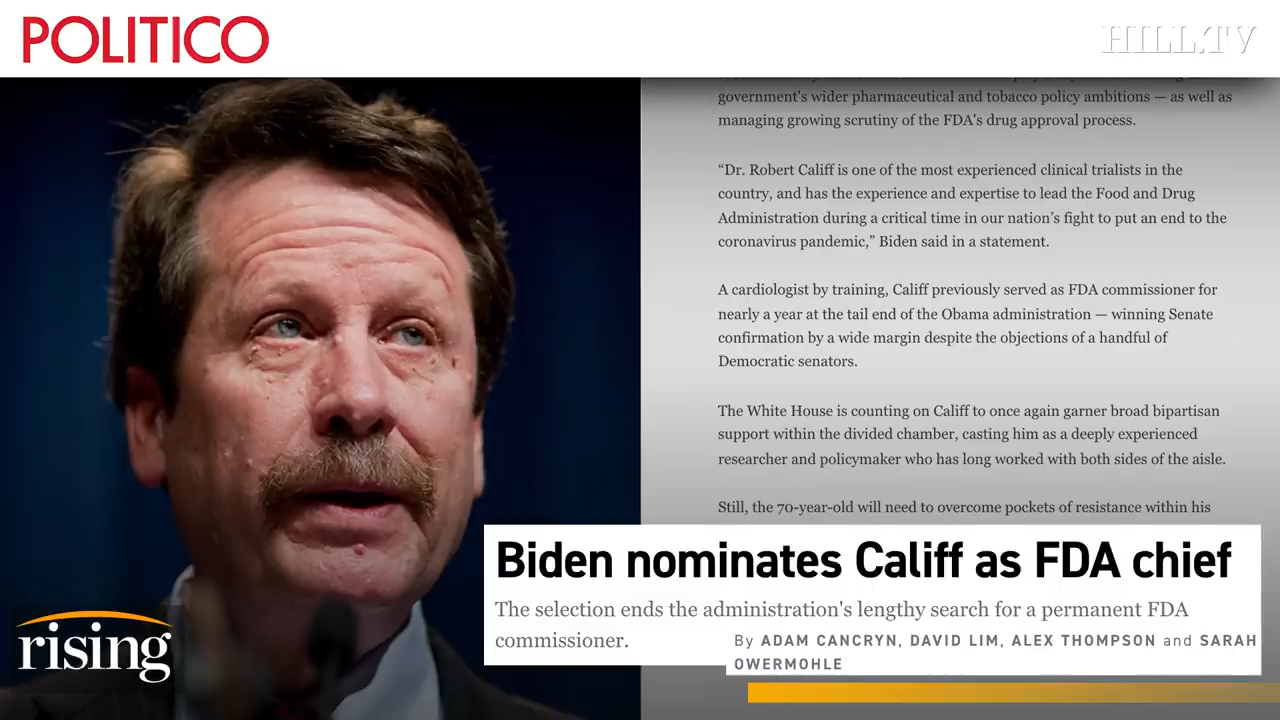 POLITICO
HILL.TV
government's wider pharmaceutical and tobacco policy ambitions — as well as
managing growing scrutiny of the FDA's drug approval process.
“Dr. Robert Califf is one of the most experienced clinical trialists in the
country, and has the experience and expertise to lead the Food and Drug
Administration during a critical time in our nation’s fight to put an end to the
coronavirus pandemic,” Biden said in a statement.
A cardiologist by training, Califf previously served as FDA commissioner for
nearly a year at the tail end of the Obama administration — winning Senate
confirmation by a wide margin despite the objections of a handful of
Democratic senators.
The White House is counting on Califf to once again garner broad bipartisan
support within the divided chamber, casting him as a deeply experienced
researcher and policymaker who has long worked with both sides of the aisle.
Still, the 70-year-old will need to overcome pockets of resistance within his
Biden nominates Califf as FDA chief
The selection ends the administration's lengthy search for a permanent FDA
commissioner.
By ADAM CANCRYN, DAVID LIM, ALEX THOMPSON and SARAH
OWERMOHLE
rising